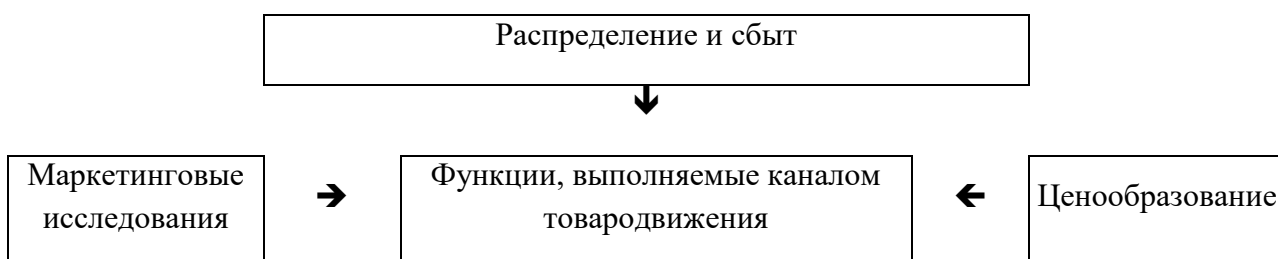 Распределение и сбыт
Маркетинговые
исследования
Функции, выполняемые каналом
товародвижения
Ценообразование